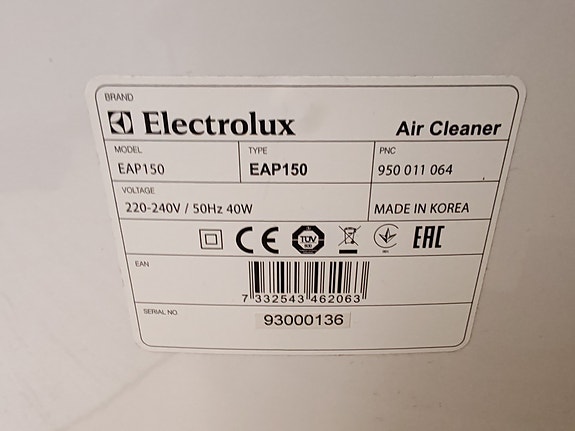 BRAND
Electrolux Air Cleaner
MODEL TYPE PNC
EAP150 EAP150 950 011 064
VOLTAGE
220-240V / 50Hz 40W MADE IN KOREA
CE TÜV EAC
EAN
7 332543 462063
SERIAL NO
93000136